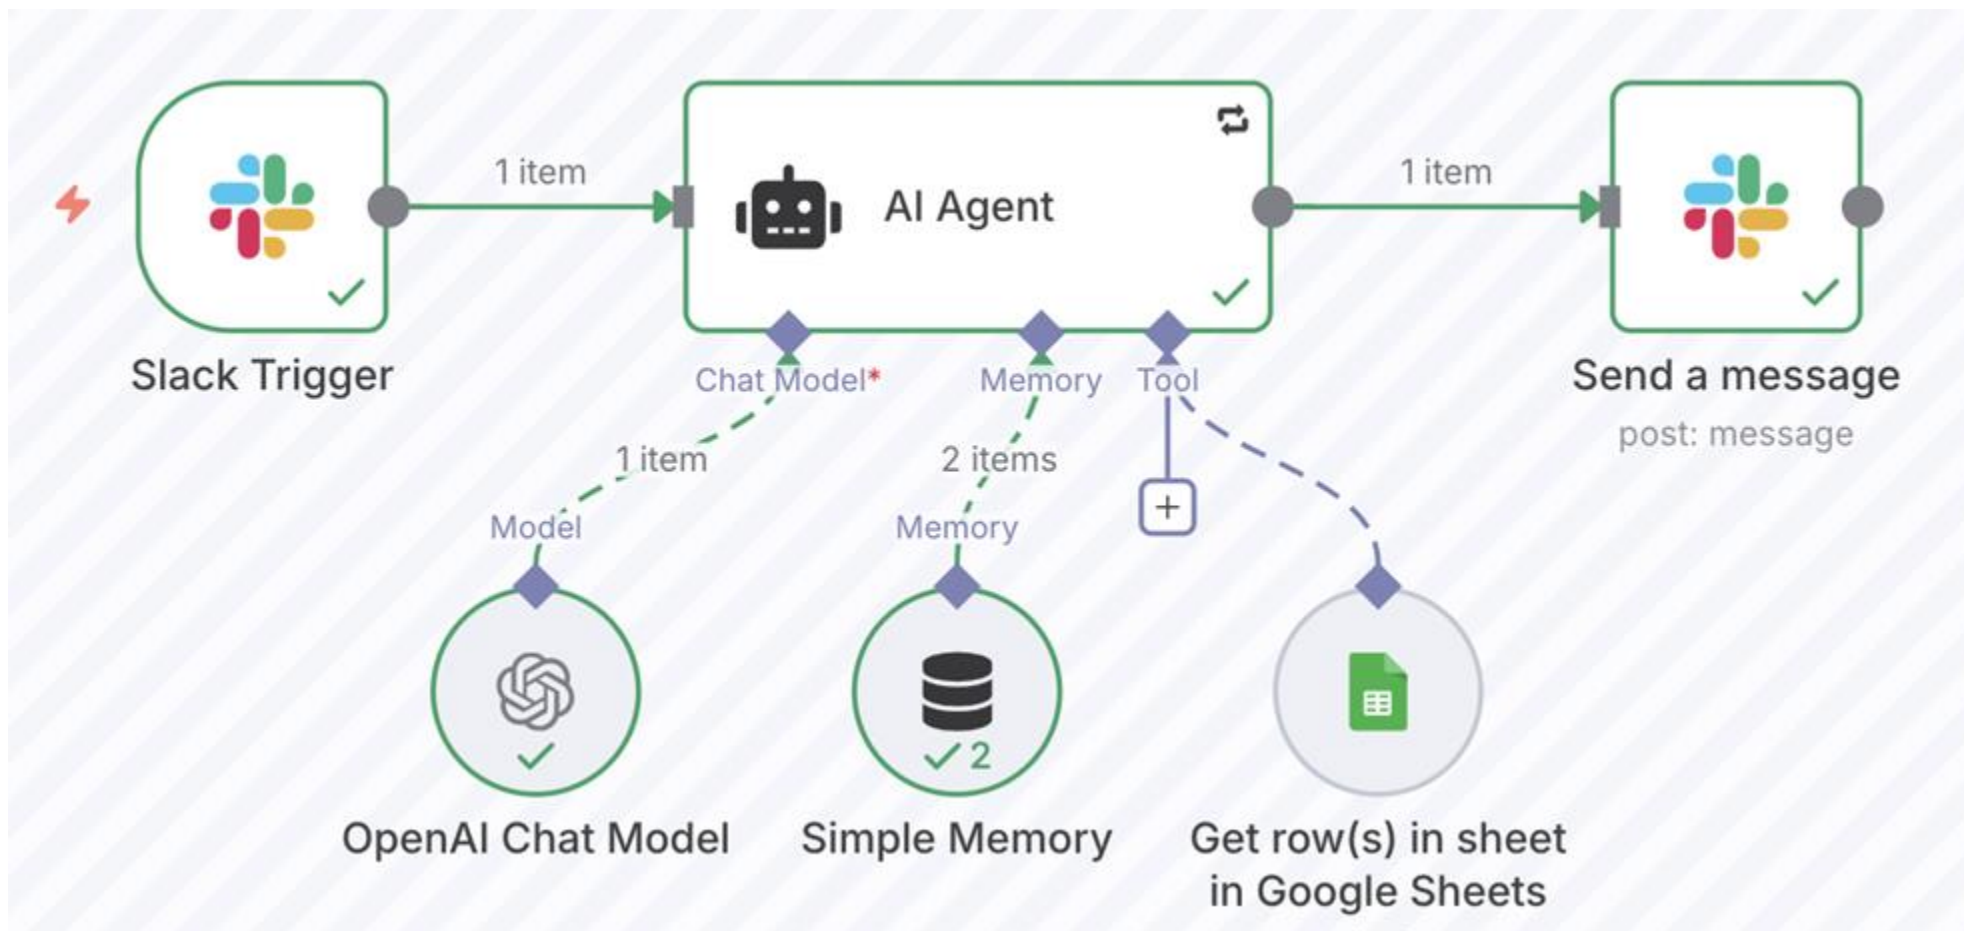 1 item
1 item
AI Agent
Slack Trigger
Chat Model*
Memory
Tool
Send a message
post: message
1 item
2 items
+
Model
Memory
2
OpenAI Chat Model
Simple Memory
Get row(s) in sheet
in Google Sheets